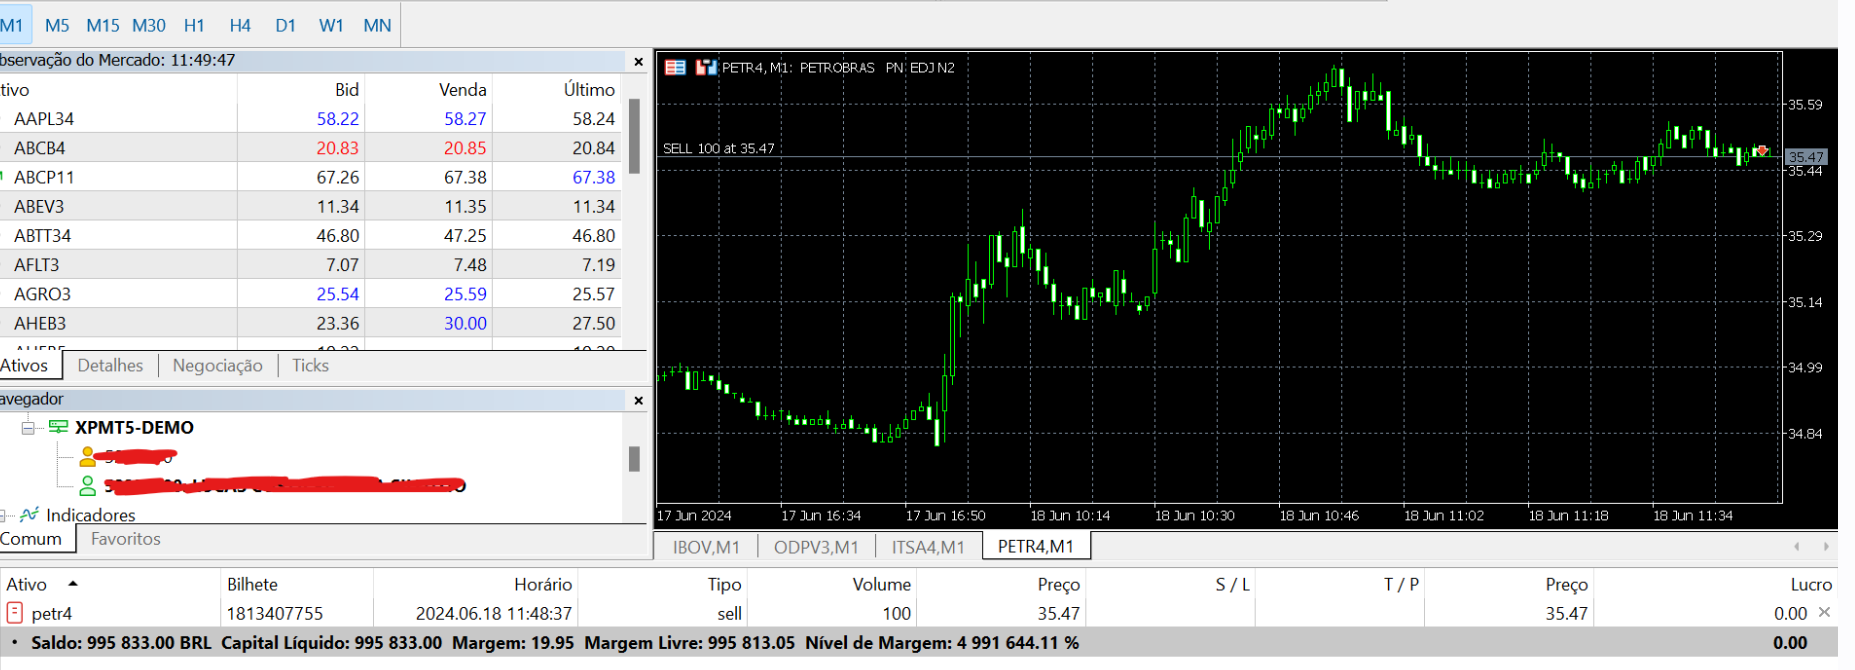 M1 M5 M15 M30 H1 H4 D1 W1 MN
bservação do Mercado: 11:49:47
tivo Bid Venda Último
AAPL34 58.22 58.27 58.24
ABCB4 20.83 20.85 20.84
ABCP11 67.26 67.38 67.38
ABEV3 11.34 11.35 11.34
ABTT34 46.80 47.25 46.80
AFLT3 7.07 7.48 7.19
AGRO3 25.54 25.59 25.57
AHEB3 23.36 30.00 27.50
Ativos Detalhes Negociação Ticks
avegador
XPMT5-DEMO
Indicadores
Comum Favoritos
PETR4, M1: PETROBRAS PN EDJ N2
SELL 100 at 35.47
35.59
35.47
35.44
35.29
35.14
34.99
34.84
17 Jun 2024 17 Jun 16:34 17 Jun 16:50 18 Jun 10:14 18 Jun 10:30 18 Jun 10:46 18 Jun 11:02 18 Jun 11:18 18 Jun 11:34
IBOV,M1 ODPV3,M1 ITSA4,M1 PETR4,M1
Ativo Bilhete Horário Tipo Volume Preço S / L T / P Preço Lucro
petr4 1813407755 2024.06.18 11:48:37 sell 100 35.47 35.47 0.00
Saldo: 995 833.00 BRL Capital Líquido: 995 833.00 Margem: 19.95 Margem Livre: 995 813.05 Nível de Margem: 4 991 644.11 % 0.00